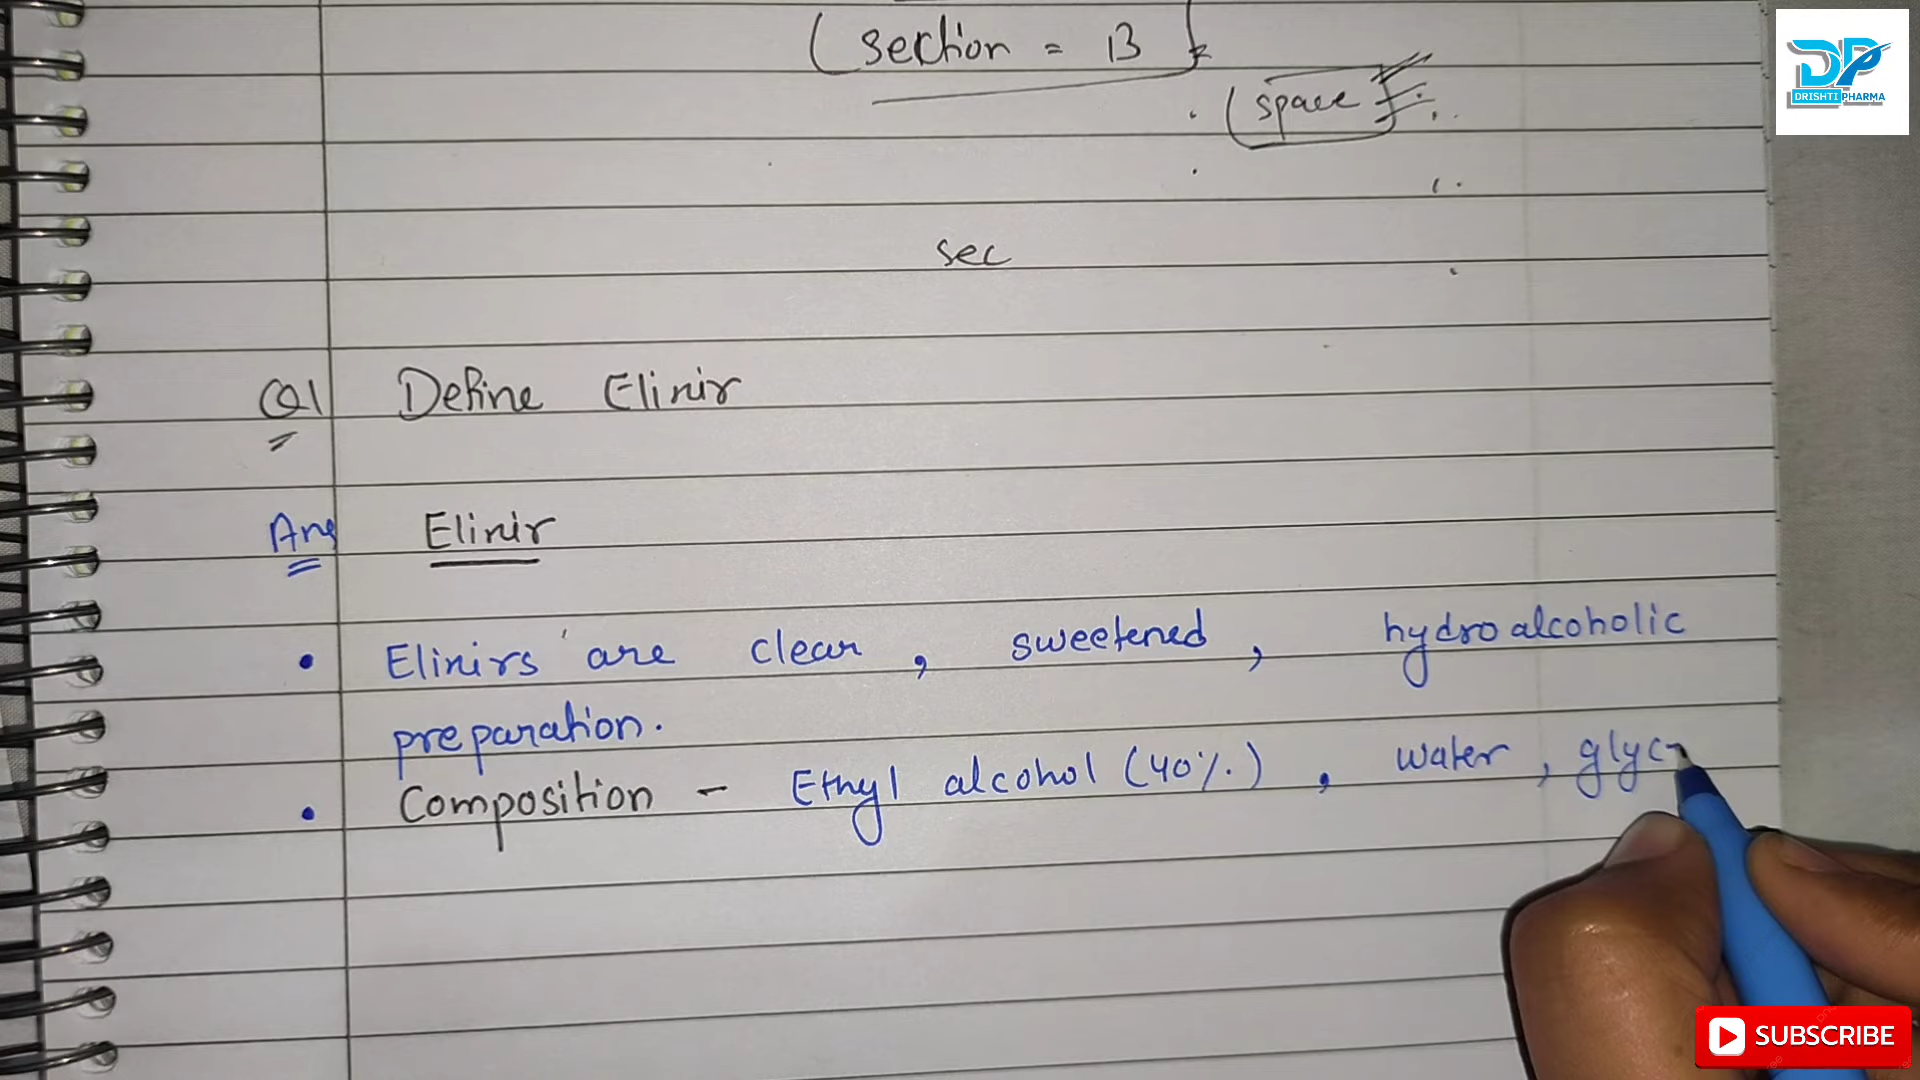 (Section = B)
(space)
sec
Q1 Define Elixir
Ans Elixir
• Elixirs are clear, sweetened, hydroalcoholic
preparation.
• Composition - Ethyl alcohol (40%.), water, glyc
DP
DRISHTI PHARMA
SUBSCRIBE